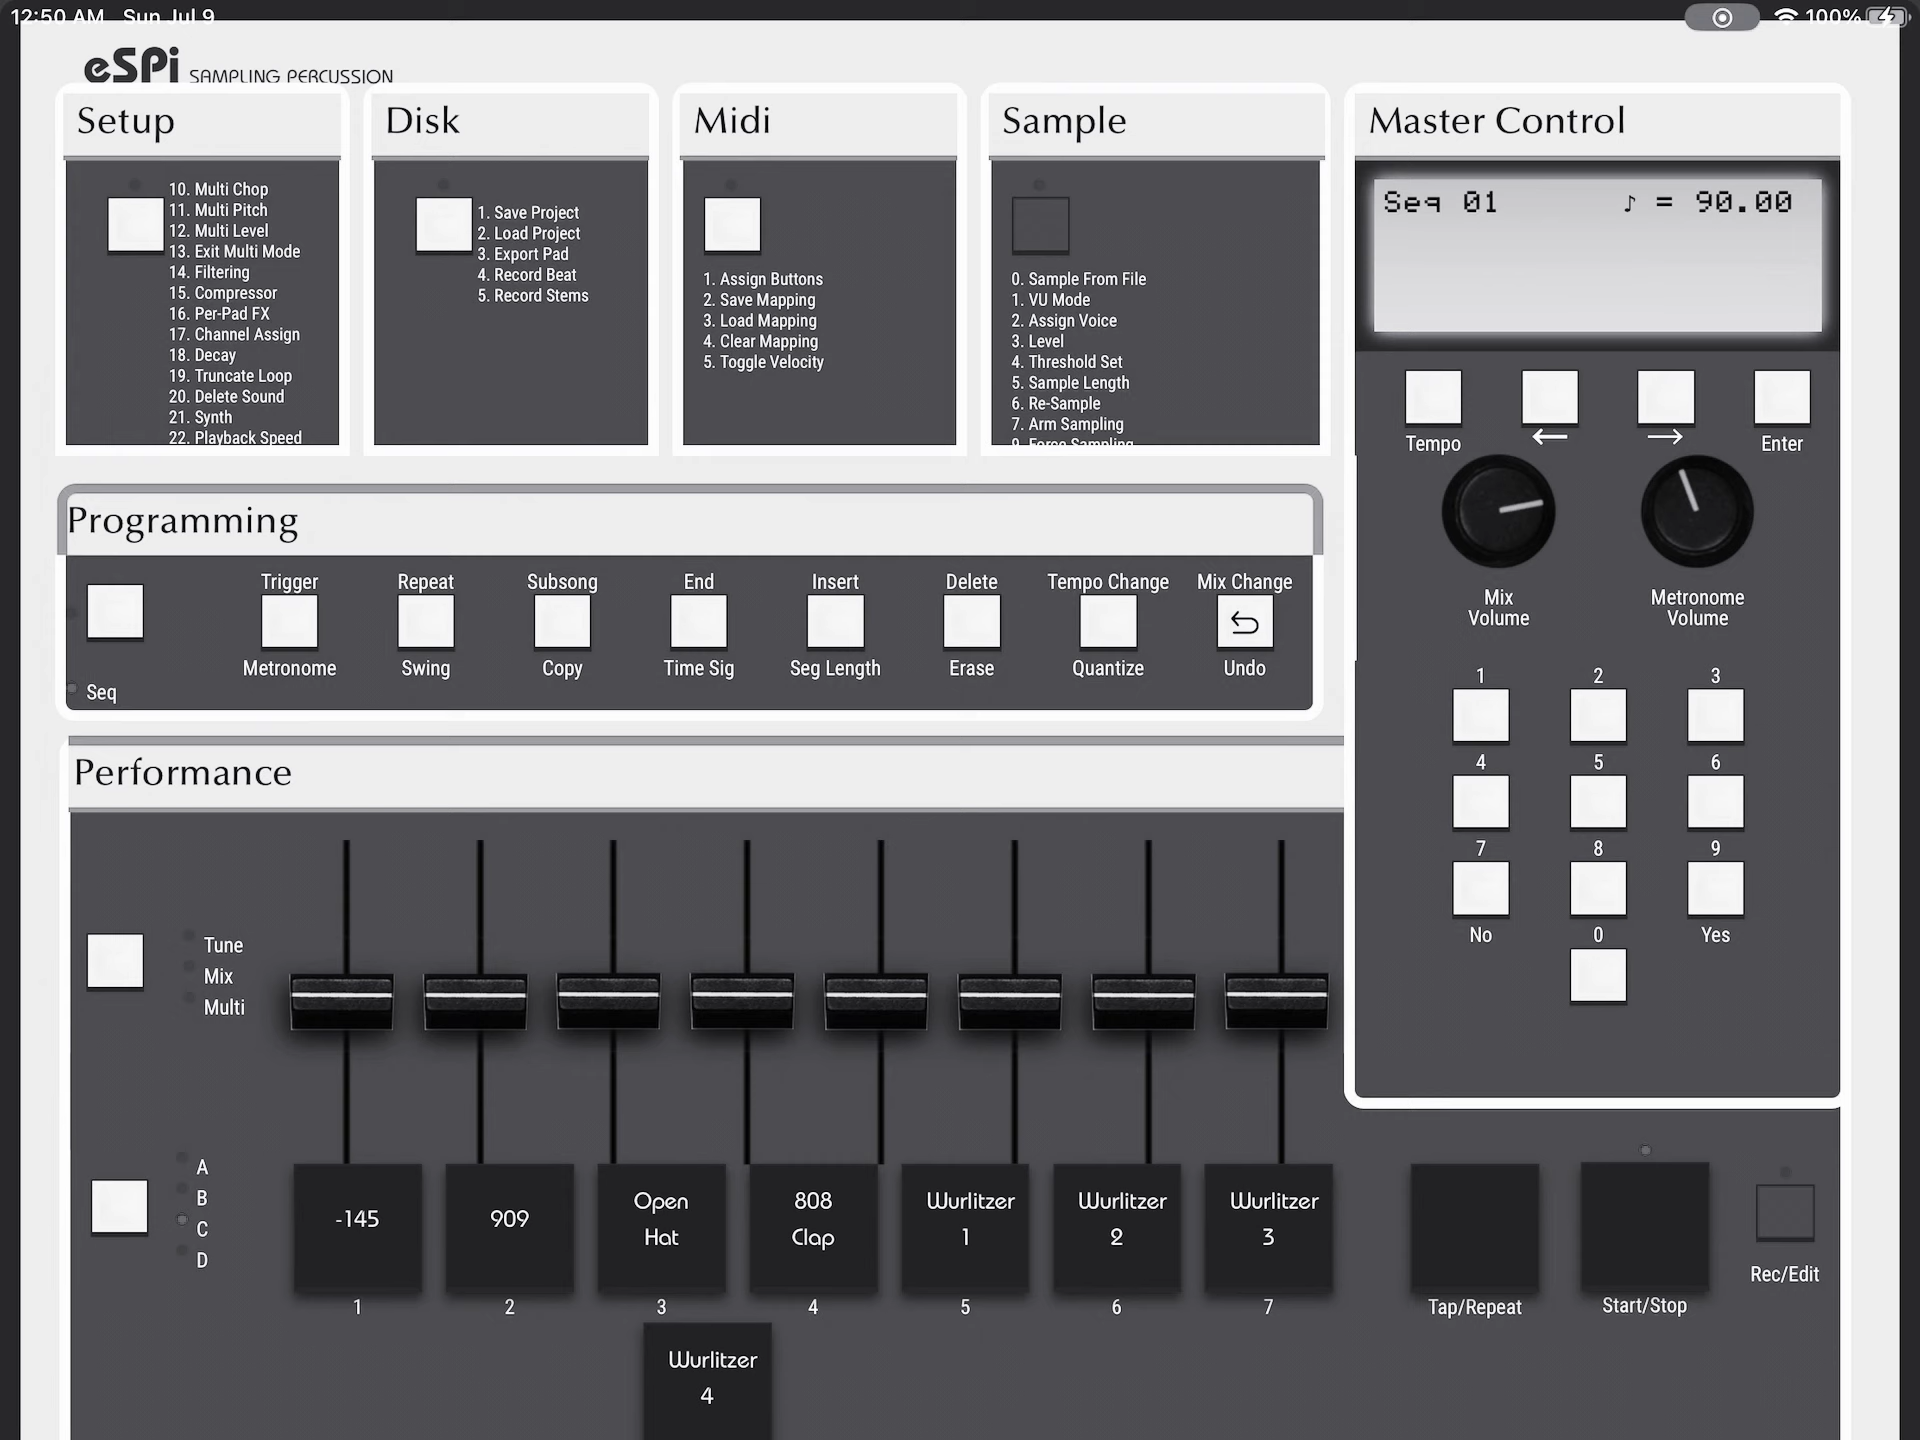 12:50 AM Sun Jul 9
100%
eSPi SAMPLING PERCUSSION
Setup
10. Multi Chop
11. Multi Pitch
12. Multi Level
13. Exit Multi Mode
14. Filtering
15. Compressor
16. Per-Pad FX
17. Channel Assign
18. Decay
19. Truncate Loop
20. Delete Sound
21. Synth
22. Playback Speed
Disk
1. Save Project
2. Load Project
3. Export Pad
4. Record Beat
5. Record Stems
Midi
1. Assign Buttons
2. Save Mapping
3. Load Mapping
4. Clear Mapping
5. Toggle Velocity
Sample
0. Sample From File
1. VU Mode
2. Assign Voice
3. Level
4. Threshold Set
5. Sample Length
6. Re-Sample
7. Arm Sampling
9. Force Sampling
Master Control
Seq 01 ♪ = 90.00
Tempo ← → Enter
Mix Volume
Metronome Volume
1 2 3
4 5 6
7 8 9
No 0 Yes
Programming
Trigger Repeat Subsong End Insert Delete Tempo Change Mix Change
Metronome Swing Copy Time Sig Seg Length Erase Quantize Undo
Seq
Performance
Tune
Mix
Multi
A
B
C
D
-145
909
Open Hat
808 Clap
Wurlitzer 1
Wurlitzer 2
Wurlitzer 3
1 2 3 4 5 6 7
Wurlitzer 4
Tap/Repeat
Start/Stop
Rec/Edit